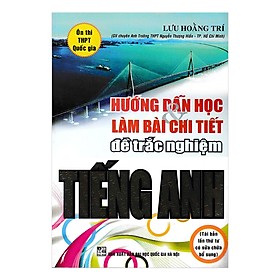 LƯU HOẰNG TRÍ
(GV chuyên Anh Trường THPT Nguyễn Thượng Hiền - TP. Hồ Chí Minh)
Ôn thi
THPT
Quốc gia
HƯỚNG DẪN HỌC
LÀM BÀI CHI TIẾT
đề trắc nghiệm
TIẾNG ANH
(Tái bản
lần thứ tư
có sửa chữa
bổ sung)
NHÀ XUẤT BẢN ĐẠI HỌC QUỐC GIA HÀ NỘI